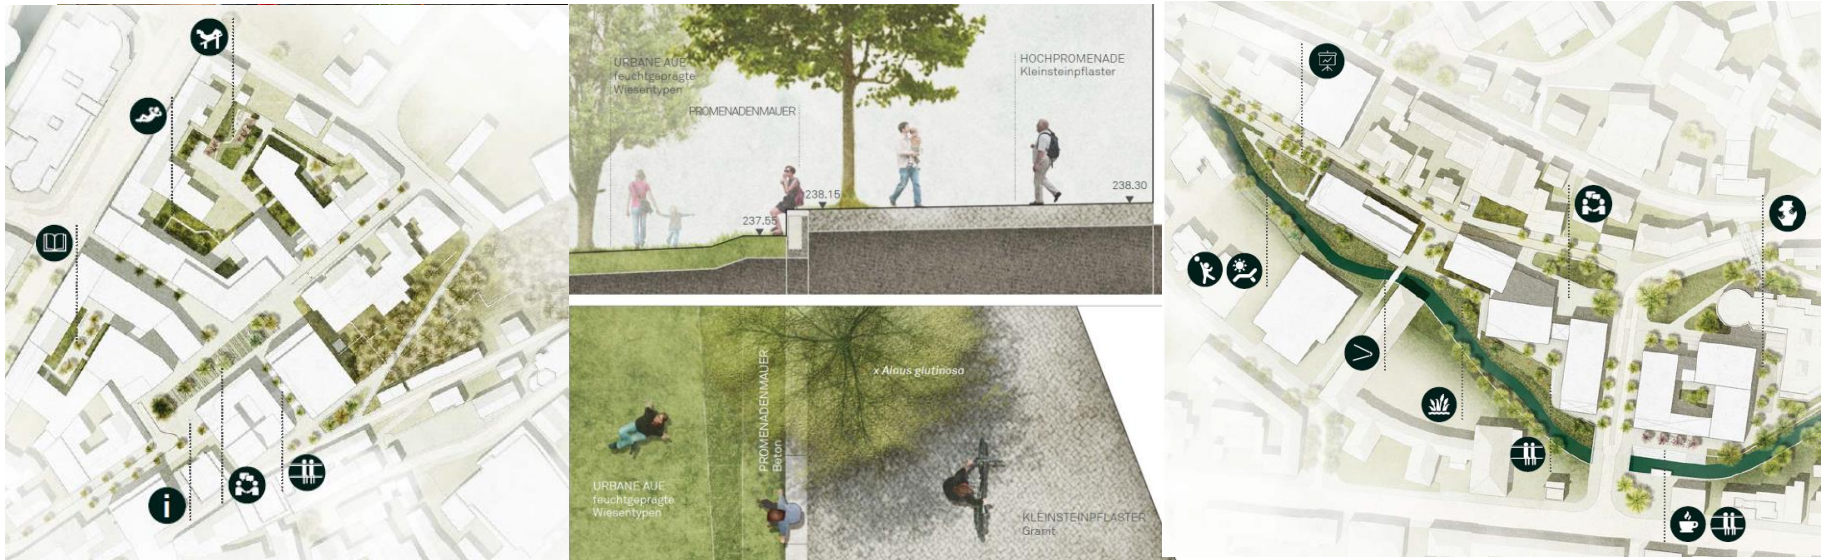 URBANE AUE
feuchtgeprägte
Wiesentypen
PROMENADENMAUER
HOCHPROMENADE
Kleinsteinpflaster
237.55
238.15
238.30
x Alnus glutinosa
PROMENADENMAUER
Beton
URBANE AUE
feuchtgeprägte
Wiesentypen
KLEINSTEINPFLASTER
Granit
i